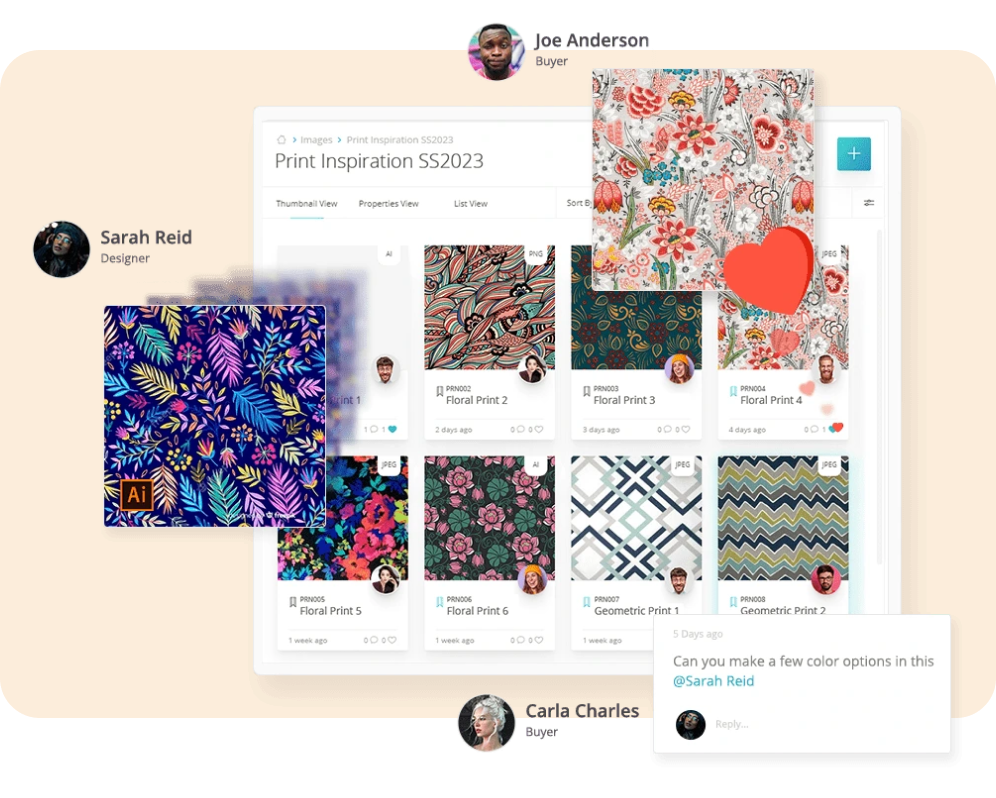 Joe Anderson
Buyer
Images
Print Inspiration SS2023
Print Inspiration SS2023
+
Thumbnail View
Properties View
List View
Sort By
Sarah Reid
Designer
AI
PNG
JPEG
Print 1
1 1
PRN002
Floral Print 2
2 days ago
0 0
PRN003
Floral Print 3
3 days ago
0 0
PRN004
Floral Print 4
4 days ago
0 1
Ai
JPEG
AI
JPEG
JPEG
PRN005
Floral Print 5
1 week ago
0 0
PRN006
Floral Print 6
1 week ago
0 0
PRN007
Geometric Print 1
1 week ago
PRN008
Geometric Print 2
5 Days ago
Can you make a few color options in this
@Sarah Reid
Reply...
Carla Charles
Buyer